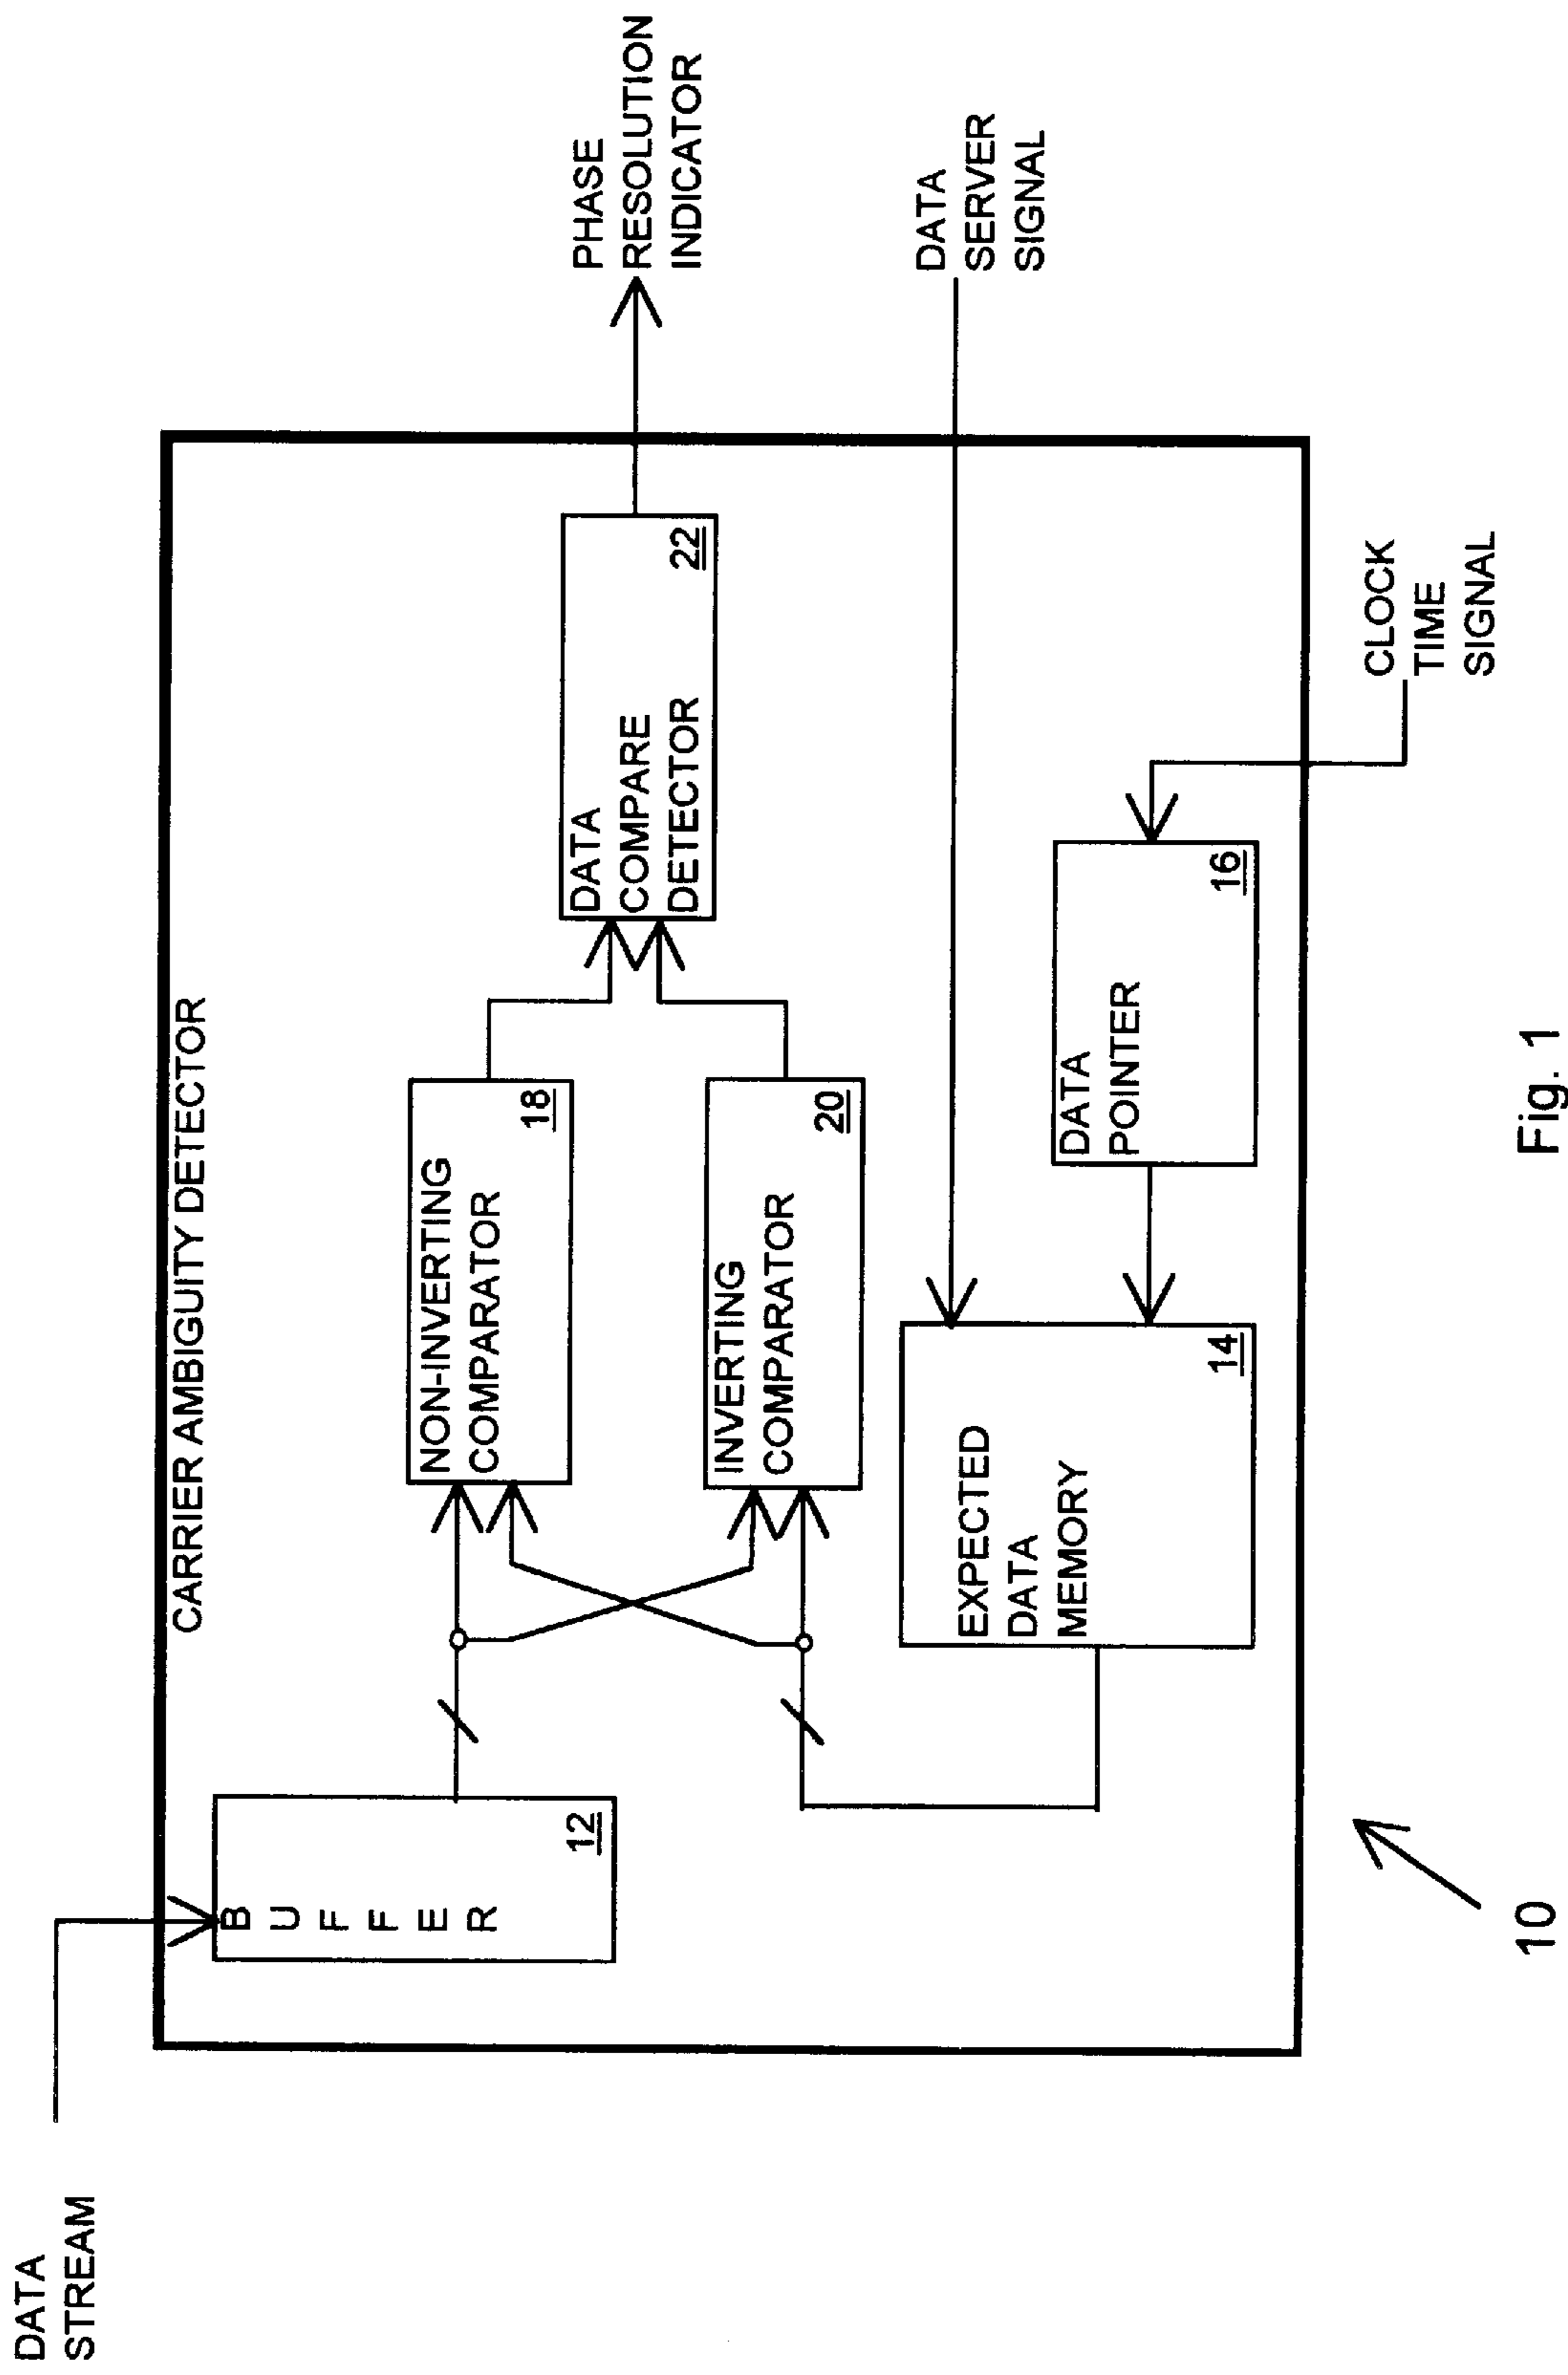 DATA
STREAM
CARRIER AMBIGUITY DETECTOR
BUFFER
12
NON-INVERTING
COMPARATOR
18
INVERTING
COMPARATOR
20
DATA
COMPARE
DETECTOR
22
PHASE
RESOLUTION
INDICATOR
EXPECTED
DATA
MEMORY
14
DATA
SERVER
SIGNAL
DATA
POINTER
16
CLOCK
TIME
SIGNAL
10
Fig. 1